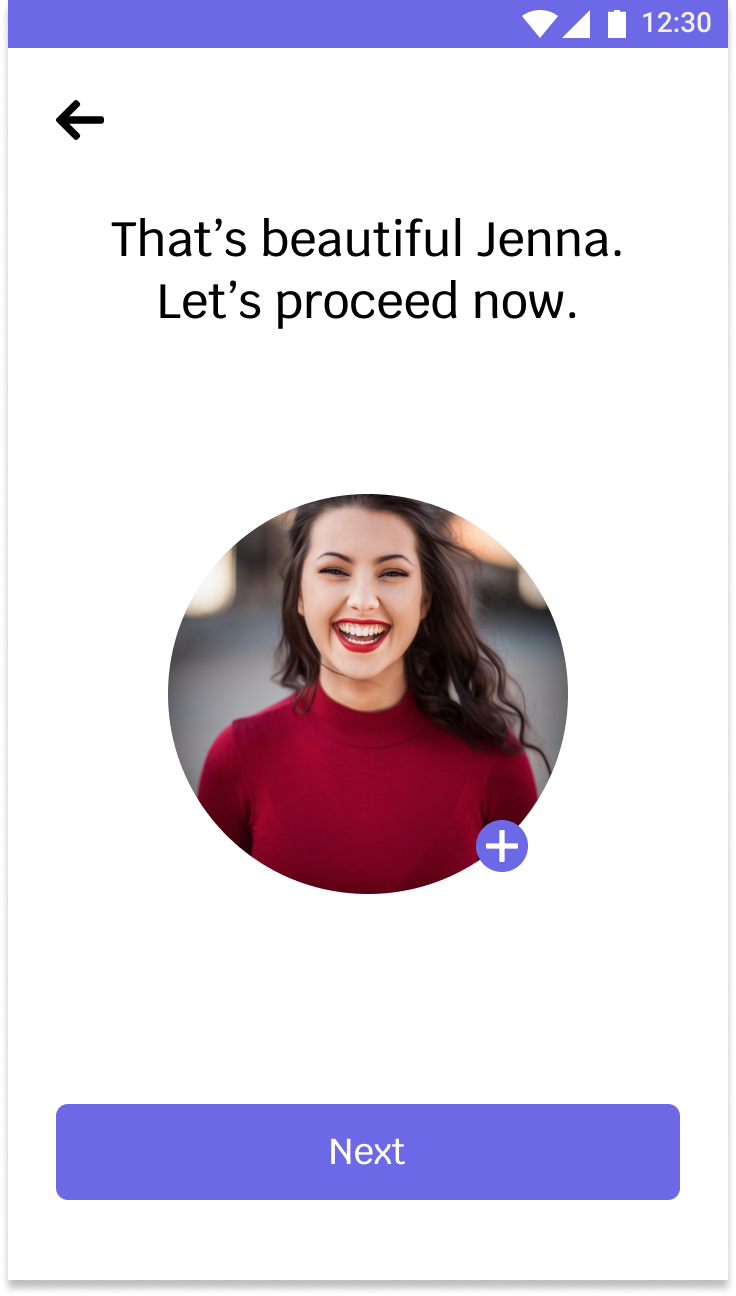 12:30
That’s beautiful Jenna.
Let’s proceed now.
Next